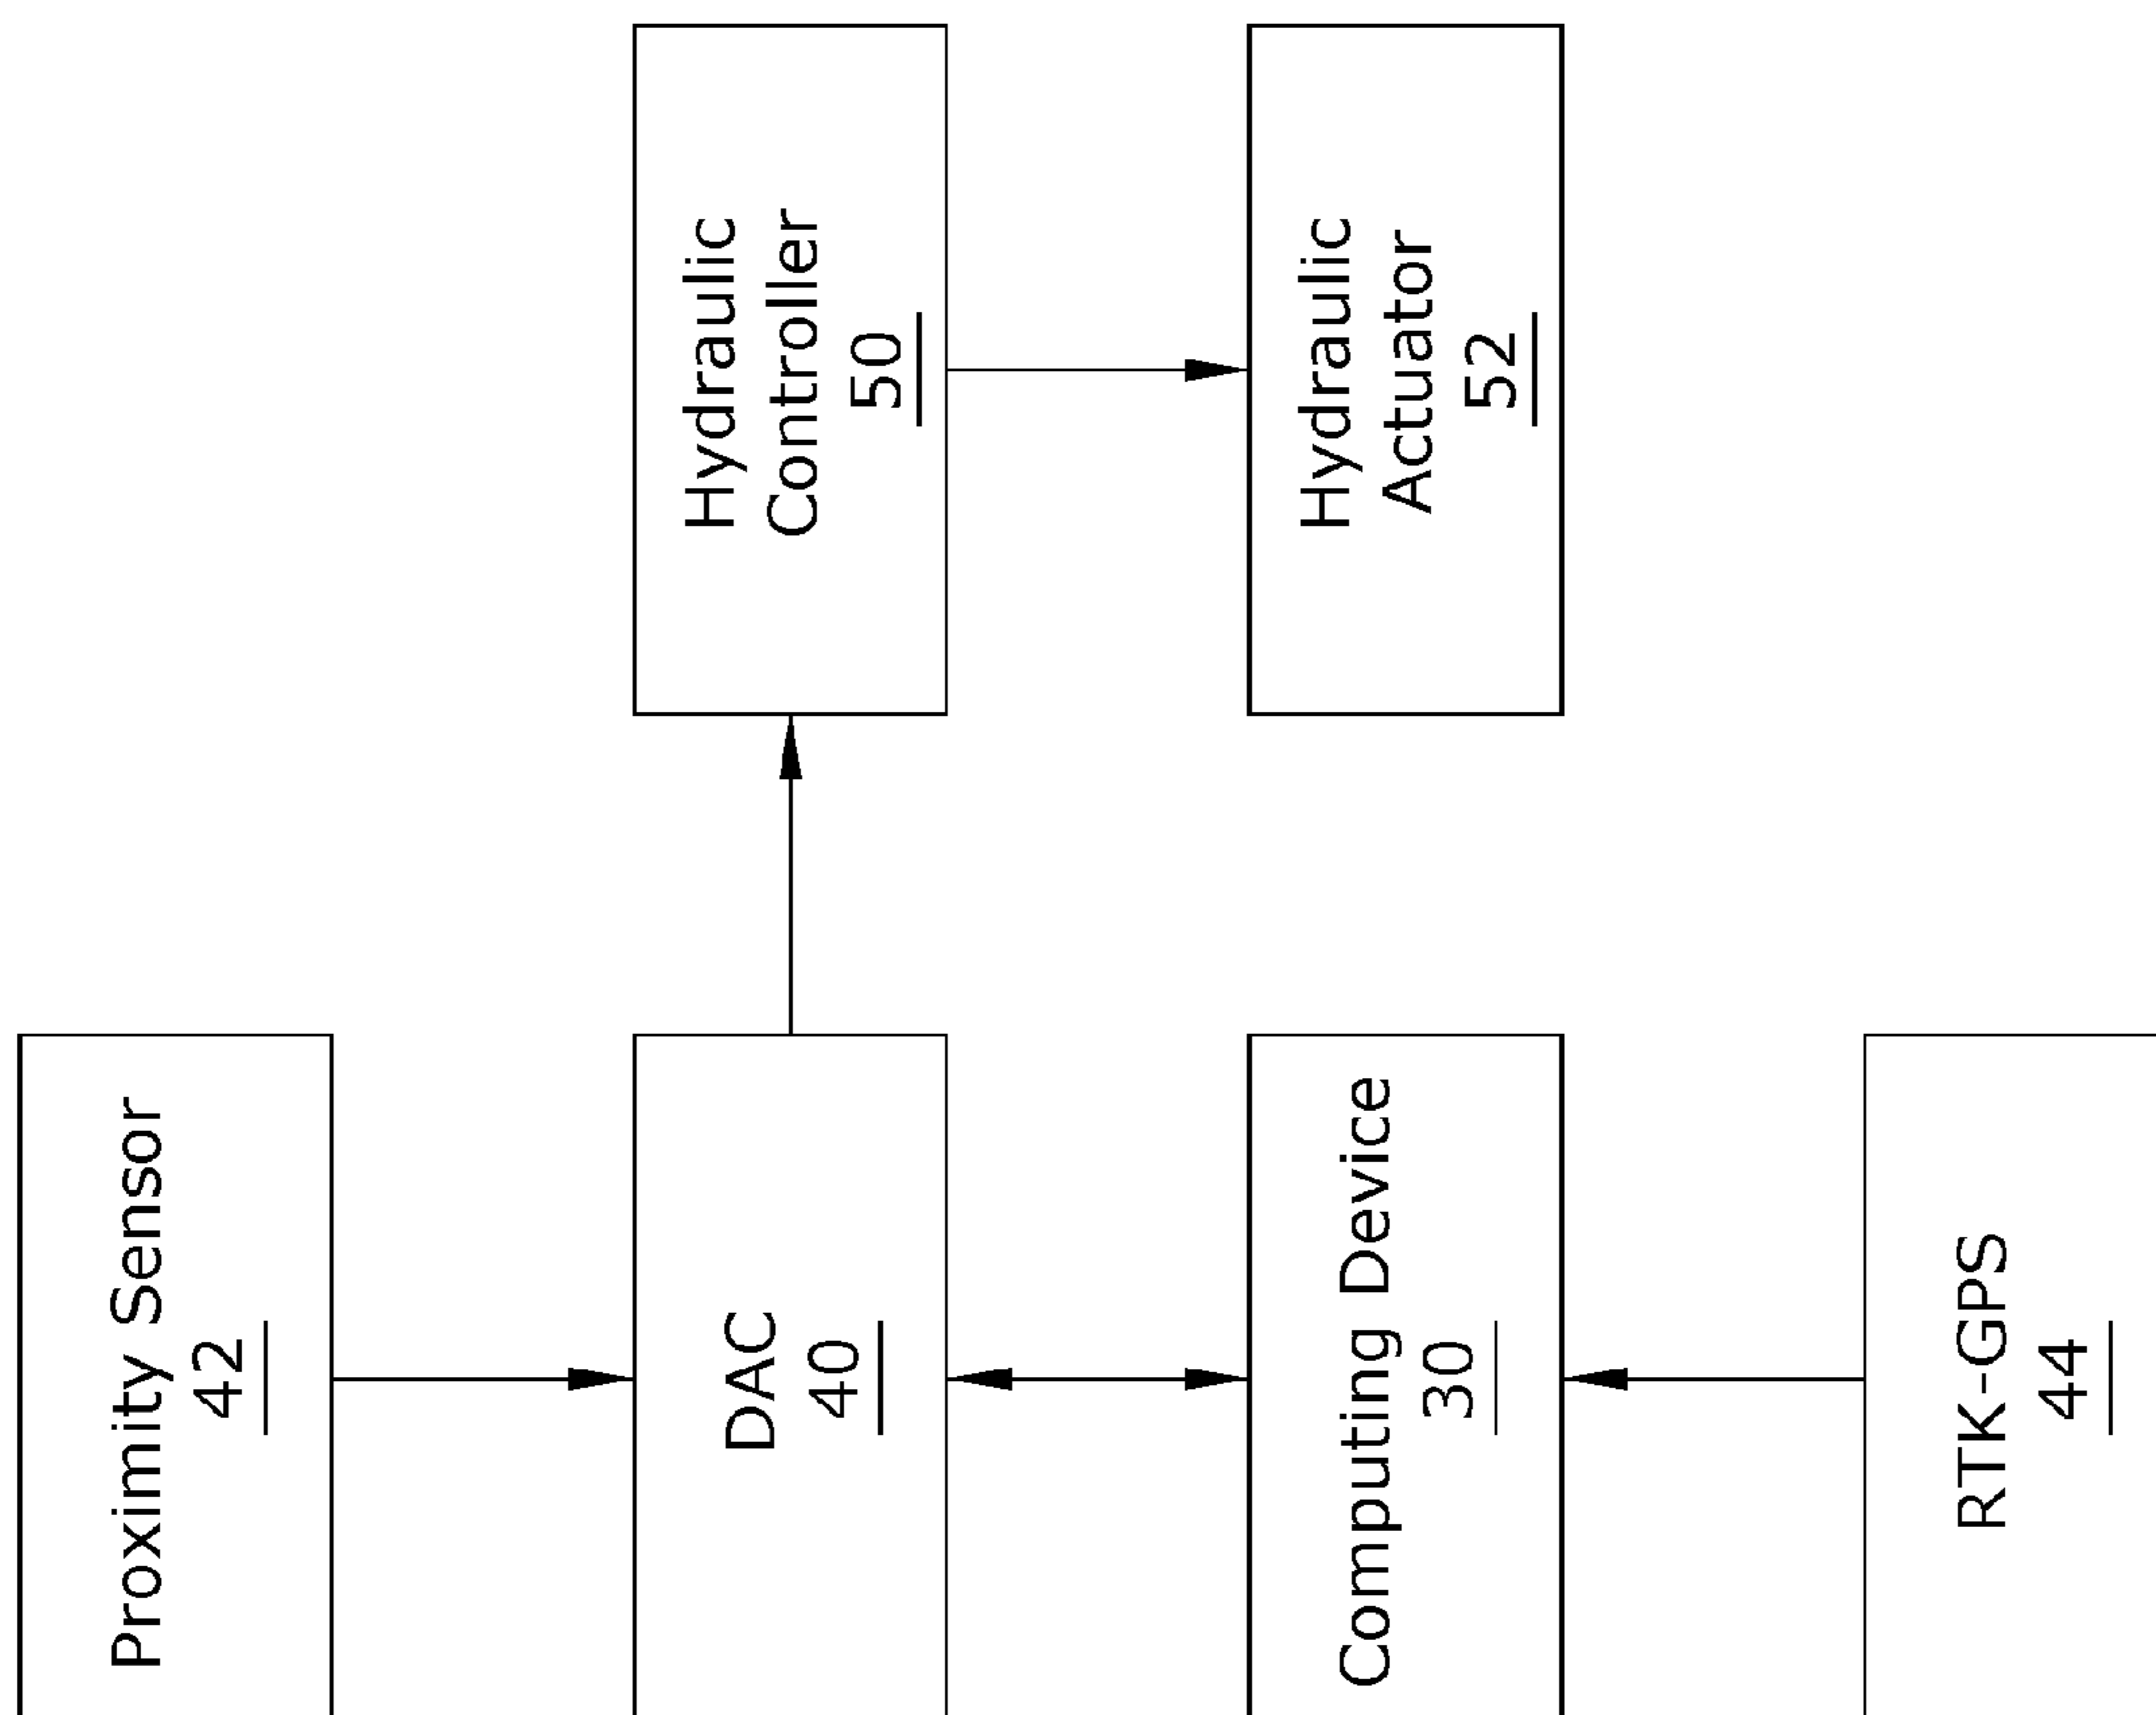 Proximity Sensor
42
DAC
40
Computing Device
30
RTK-GPS
44
Hydraulic
Controller
50
Hydraulic
Actuator
52